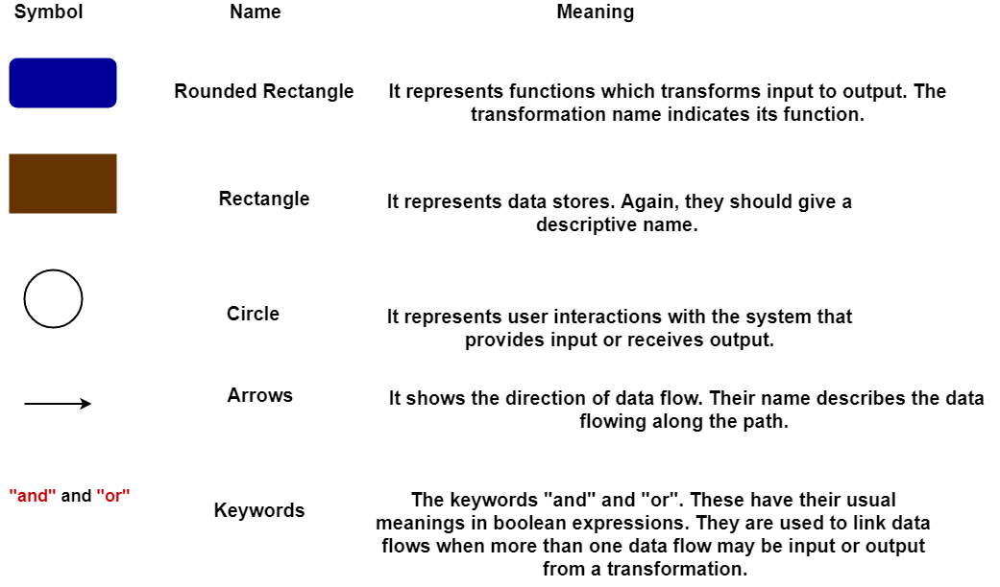 Symbol Name Meaning
Rounded Rectangle It represents functions which transforms input to output. The
transformation name indicates its function.
Rectangle It represents data stores. Again, they should give a
descriptive name.
Circle It represents user interactions with the system that
provides input or receives output.
Arrows It shows the direction of data flow. Their name describes the data
flowing along the path.
"and" and "or"
Keywords The keywords "and" and "or". These have their usual
meanings in boolean expressions. They are used to link data
flows when more than one data flow may be input or output
from a transformation.